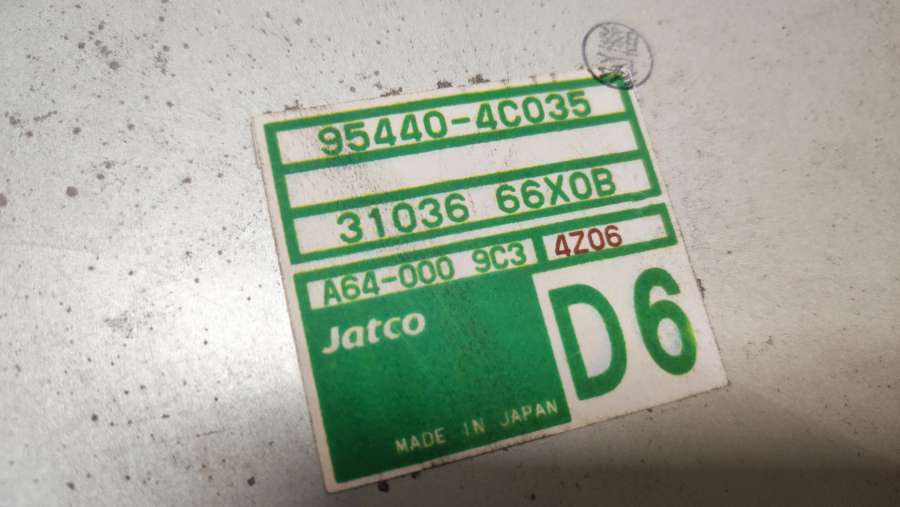 95440-4C035
31036 66X0B
A64-000 9C3 4Z06
Jatco
D6
MADE IN JAPAN